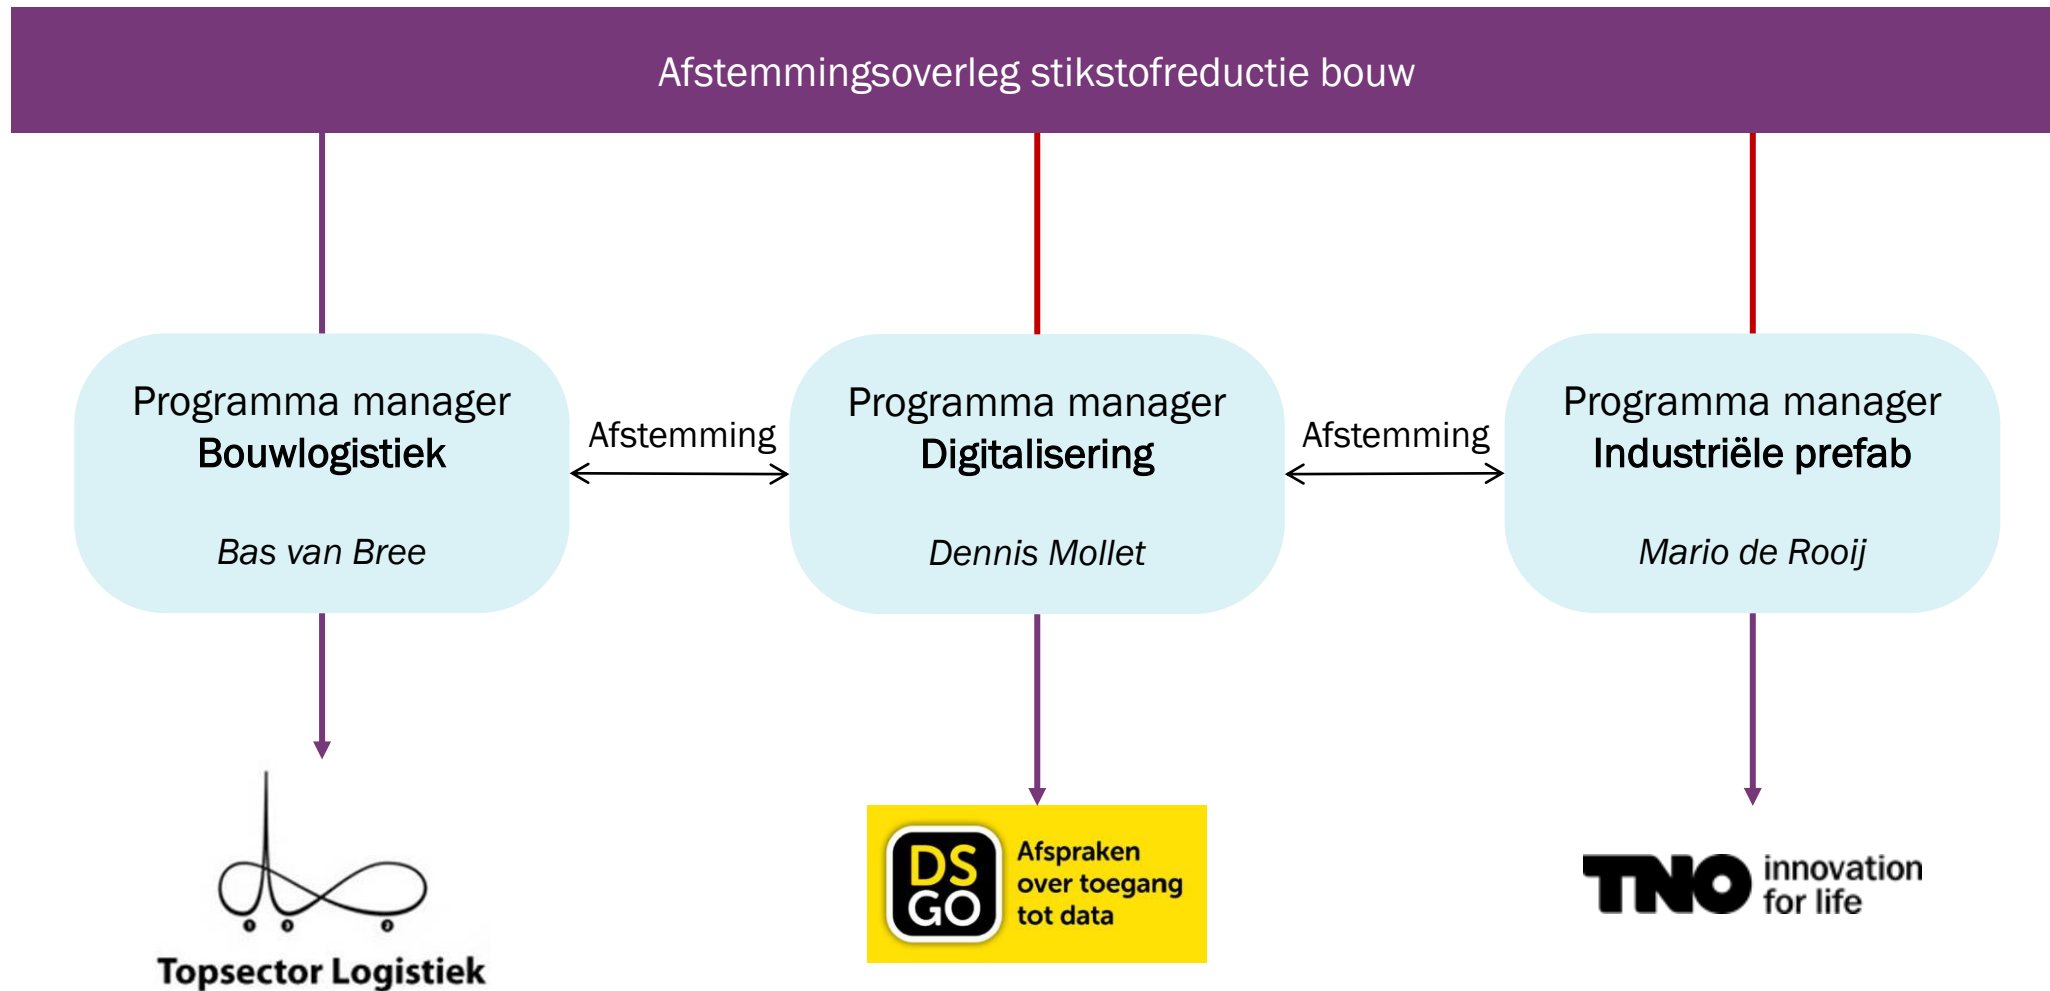 Afstemmingsoverleg stikstofreductie bouw
Programma manager
Bouwlogistiek
Bas van Bree
Afstemming
Programma manager
Digitalisering
Dennis Mollet
Afstemming
Programma manager
Industriële prefab
Mario de Rooij
Topsector Logistiek
DS
GO
Afspraken
over toegang
tot data
TNO
innovation
for life